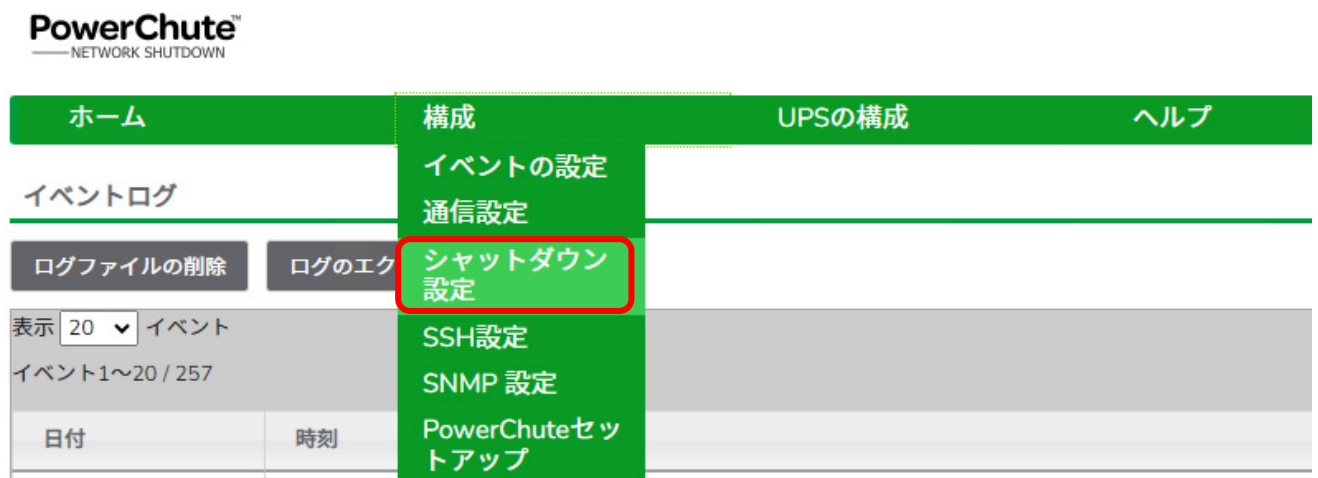 PowerChute™
NETWORK SHUTDOWN
ホーム 構成 UPSの構成 ヘルプ
イベントの設定
通信設定
シャットダウン
設定
SSH設定
SNMP 設定
PowerChuteセッ
トアップ
イベントログ
ログファイルの削除 ログのエク
表示 20 イベント
イベント1～20 / 257
日付 時刻